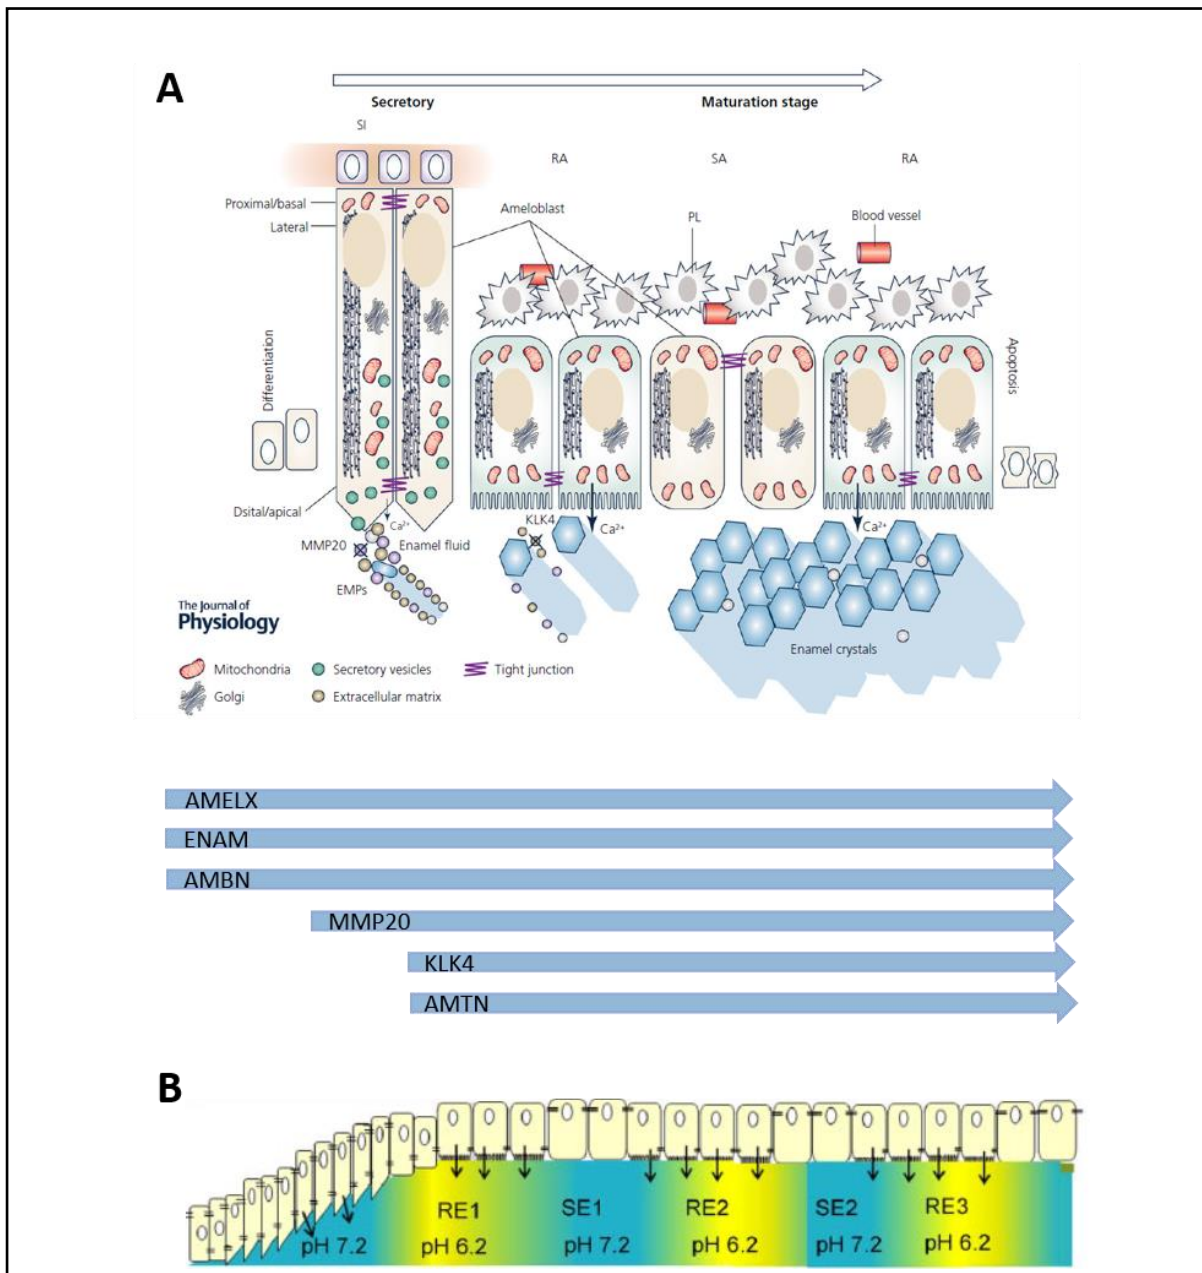 A
Secretory
Maturation stage
SI
RA
SA
RA
Proximal/basal
Lateral
Ameloblast
PL
Blood vessel
Differentiation
Apoptosis
Dsital/apical
Ca²⁺
MMP20
Enamel fluid
EMPs
KLK4
Ca²⁺
Ca²⁺
Enamel crystals
The Journal of
Physiology
Mitochondria
Secretory vesicles
Tight junction
Golgi
Extracellular matrix
AMELX
ENAM
AMBN
MMP20
KLK4
AMTN
B
RE1
SE1
RE2
SE2
RE3
pH 7.2
pH 6.2
pH 7.2
pH 6.2
pH 7.2
pH 6.2